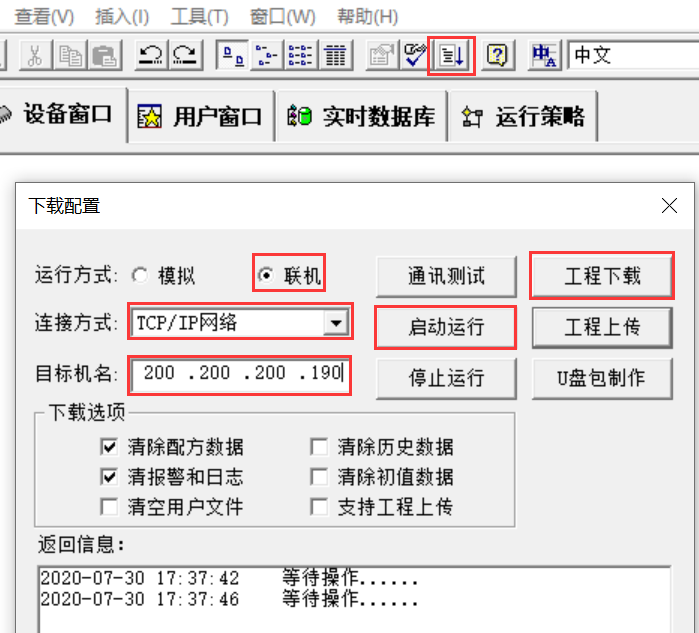 查看(V) 插入(I) 工具(T) 窗口(W) 帮助(H)
中文
设备窗口 用户窗口 实时数据库 运行策略
下载配置
运行方式: 模拟 联机 通讯测试 工程下载
连接方式: TCP/IP网络 启动运行 工程上传
目标机名: 200 .200 .200 .190 停止运行 U盘包制作
下载选项
清除配方数据 清除历史数据
清报警和日志 清除初值数据
清空用户文件 支持工程上传
返回信息:
2020-07-30 17:37:42 等待操作......
2020-07-30 17:37:46 等待操作......